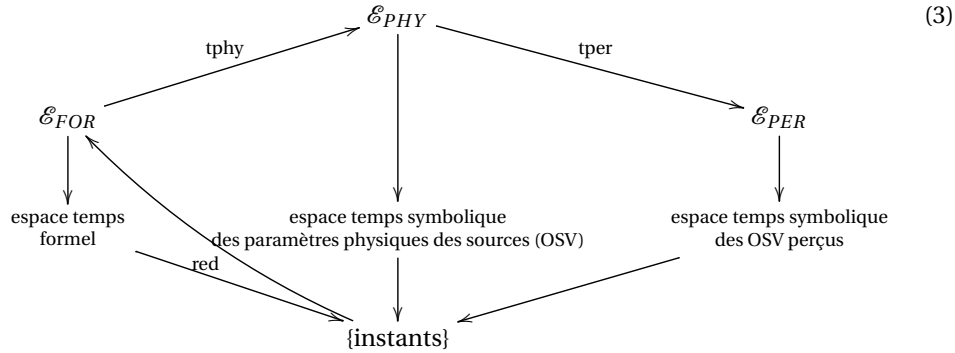 (3)
ℰ_PHY
tphy
tper
ℰ_FOR
ℰ_PER
espace temps
formel
espace temps symbolique
des paramètres physiques des sources (OSV)
espace temps symbolique
des OSV perçus
red
{instants}